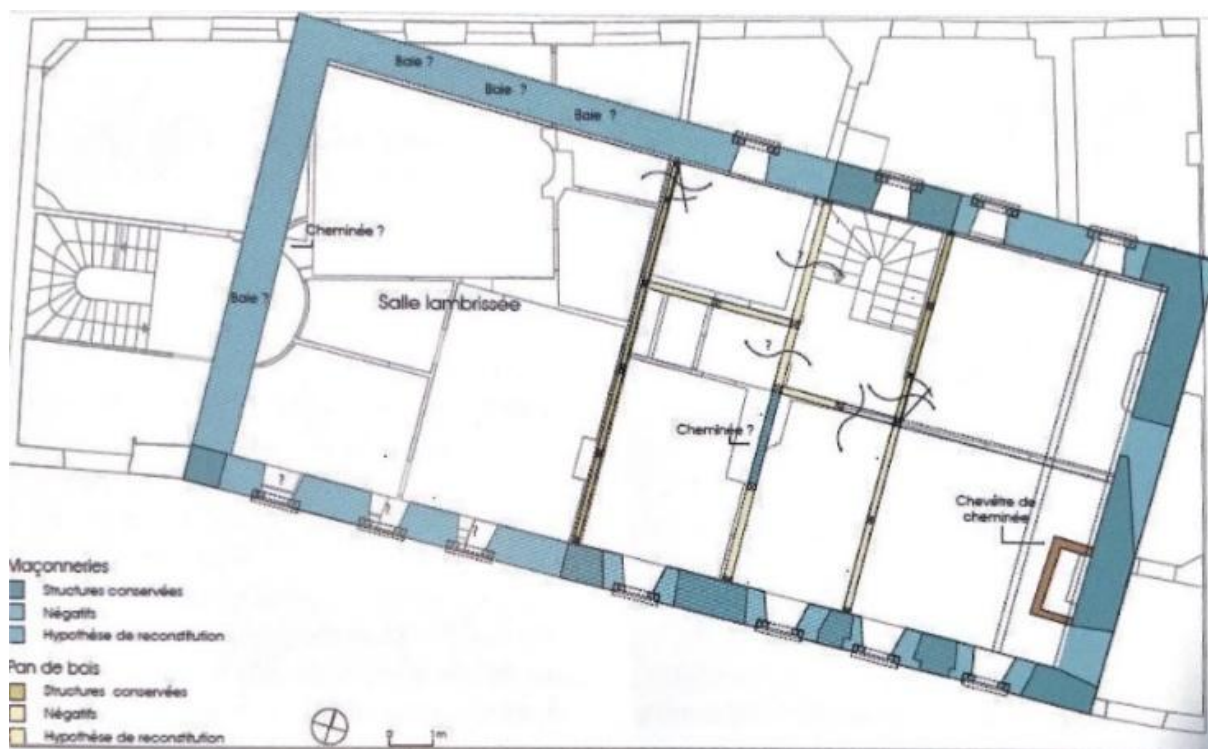 Baie ?
Baie ?
Baie ?
Cheminée ?
Baie ?
Salle lambrissée
?
?
Cheminée ?
Chevêtre de
cheminée
?
?
?
Maçonneries
Structures conservées
Négatifs
Hypothèse de reconstitution
Pan de bois
Structures conservées
Négatifs
Hypothèse de reconstitution
0 m